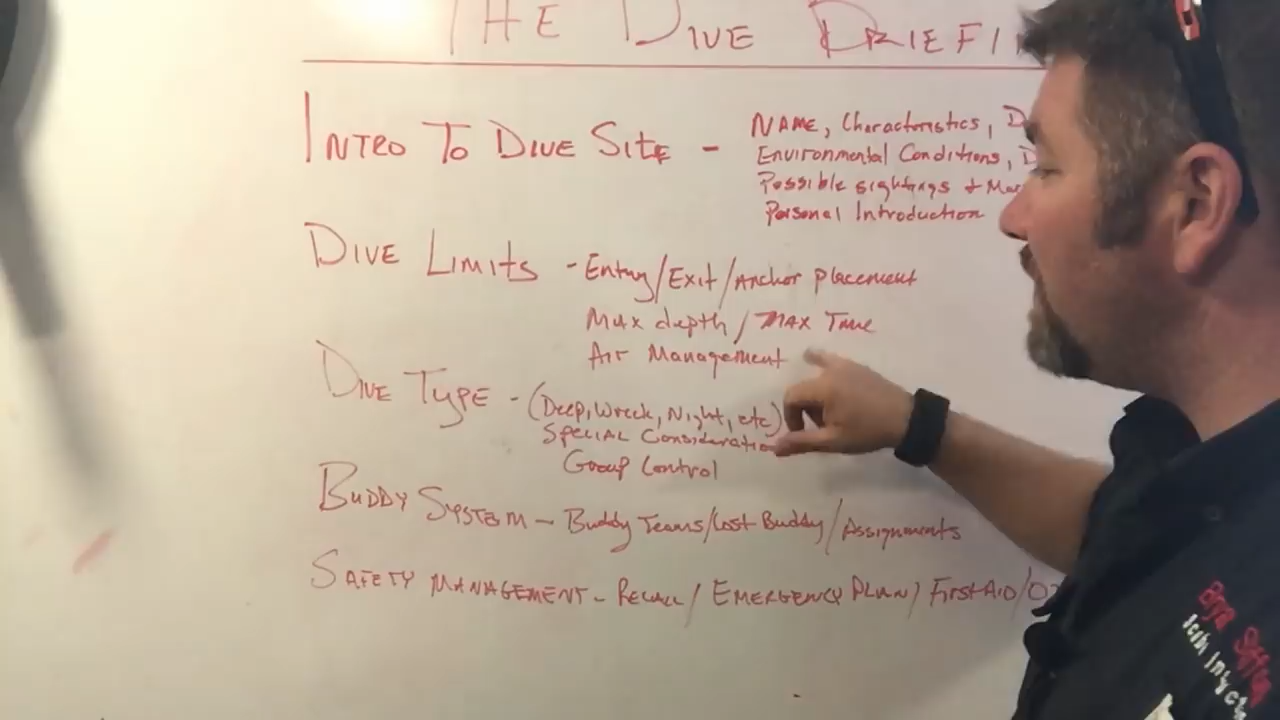 THE DIVE BRIEFI
INTRO TO DIVE SITE - NAME, Characteristics, D
Environmental Conditions, D
Possible sightings + Ma
Personal Introduction
DIVE LIMITS - Entry/Exit/Anchor placement
Max depth / MAX TIME
Air Management
DIVE TYPE - (Deep, Wreck, Night, etc)
SPECIAL Consideration
Group Control
BUDDY SYSTEM - Buddy Teams/Lost Buddy/Assignments
SAFETY MANAGEMENT - RECALL / EMERGENCY PLAN / FIRST AID/O2